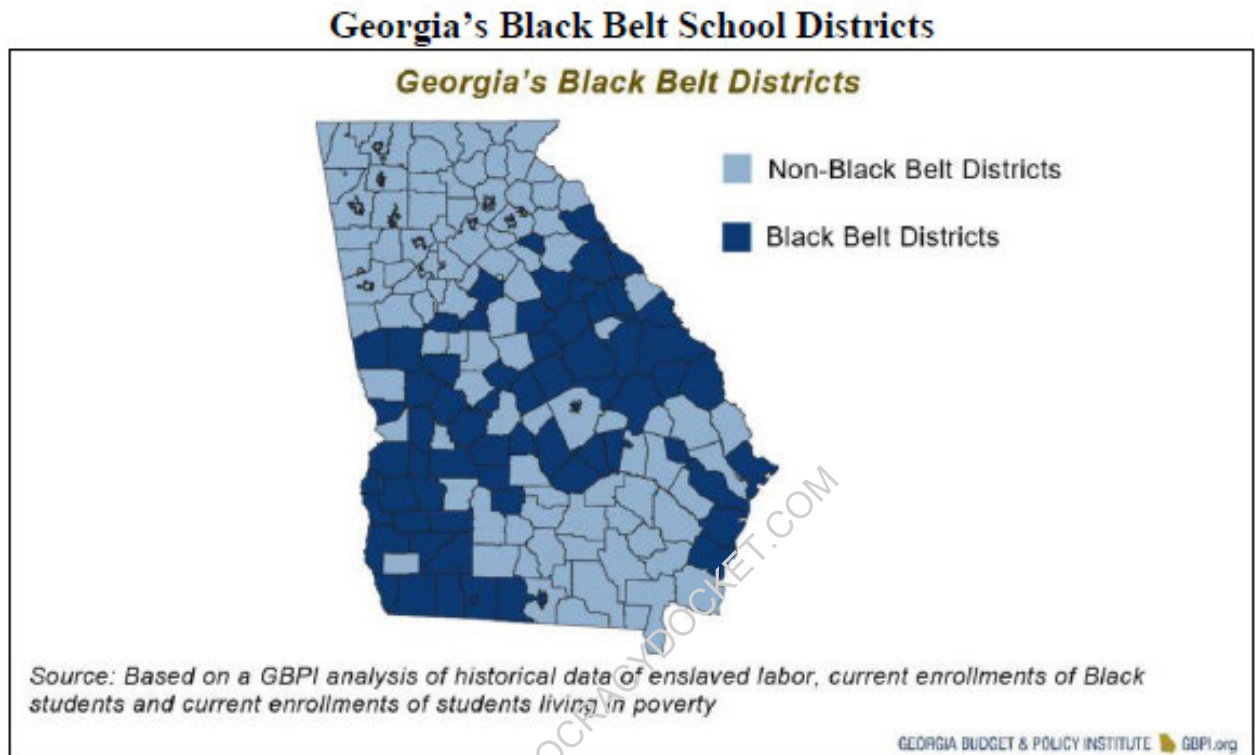 Georgia's Black Belt School Districts
Georgia's Black Belt Districts
Non-Black Belt Districts
Black Belt Districts
OCRACYDOCKET.COM
Source: Based on a GBPI analysis of historical data of enslaved labor, current enrollments of Black
students and current enrollments of students living in poverty
GEORGIA BUDGET & POLICY INSTITUTE GBPI.org